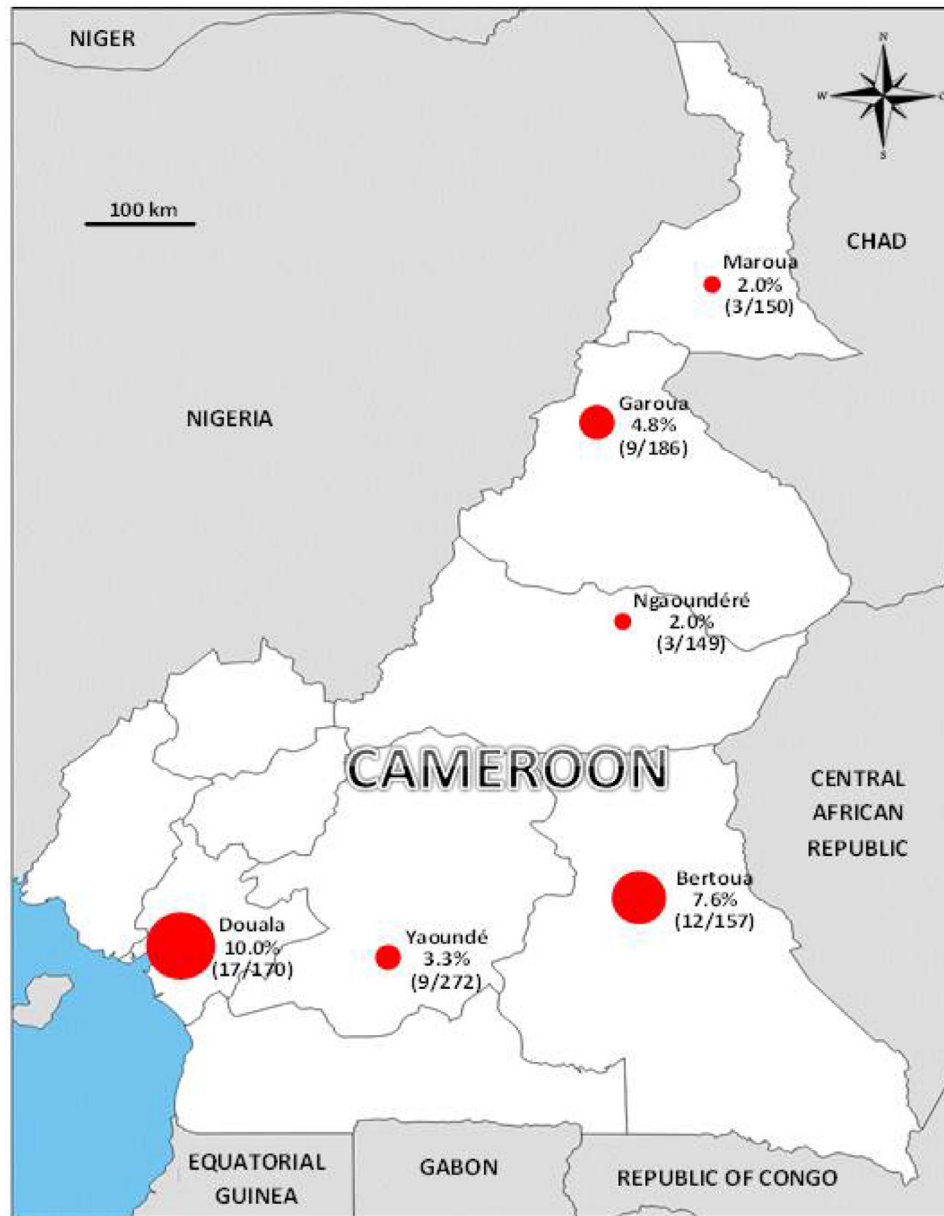 NIGER
N
W
S
100 km
CHAD
Maroua
2.0%
(3/150)
NIGERIA
Garoua
4.8%
(9/186)
Ngaoundéré
2.0%
(3/149)
CAMEROON
CENTRAL
AFRICAN
REPUBLIC
Bertoua
7.6%
(12/157)
Douala
10.0%
(17/170)
Yaoundé
3.3%
(9/272)
EQUATORIAL
GUINEA
GABON
REPUBLIC OF CONGO